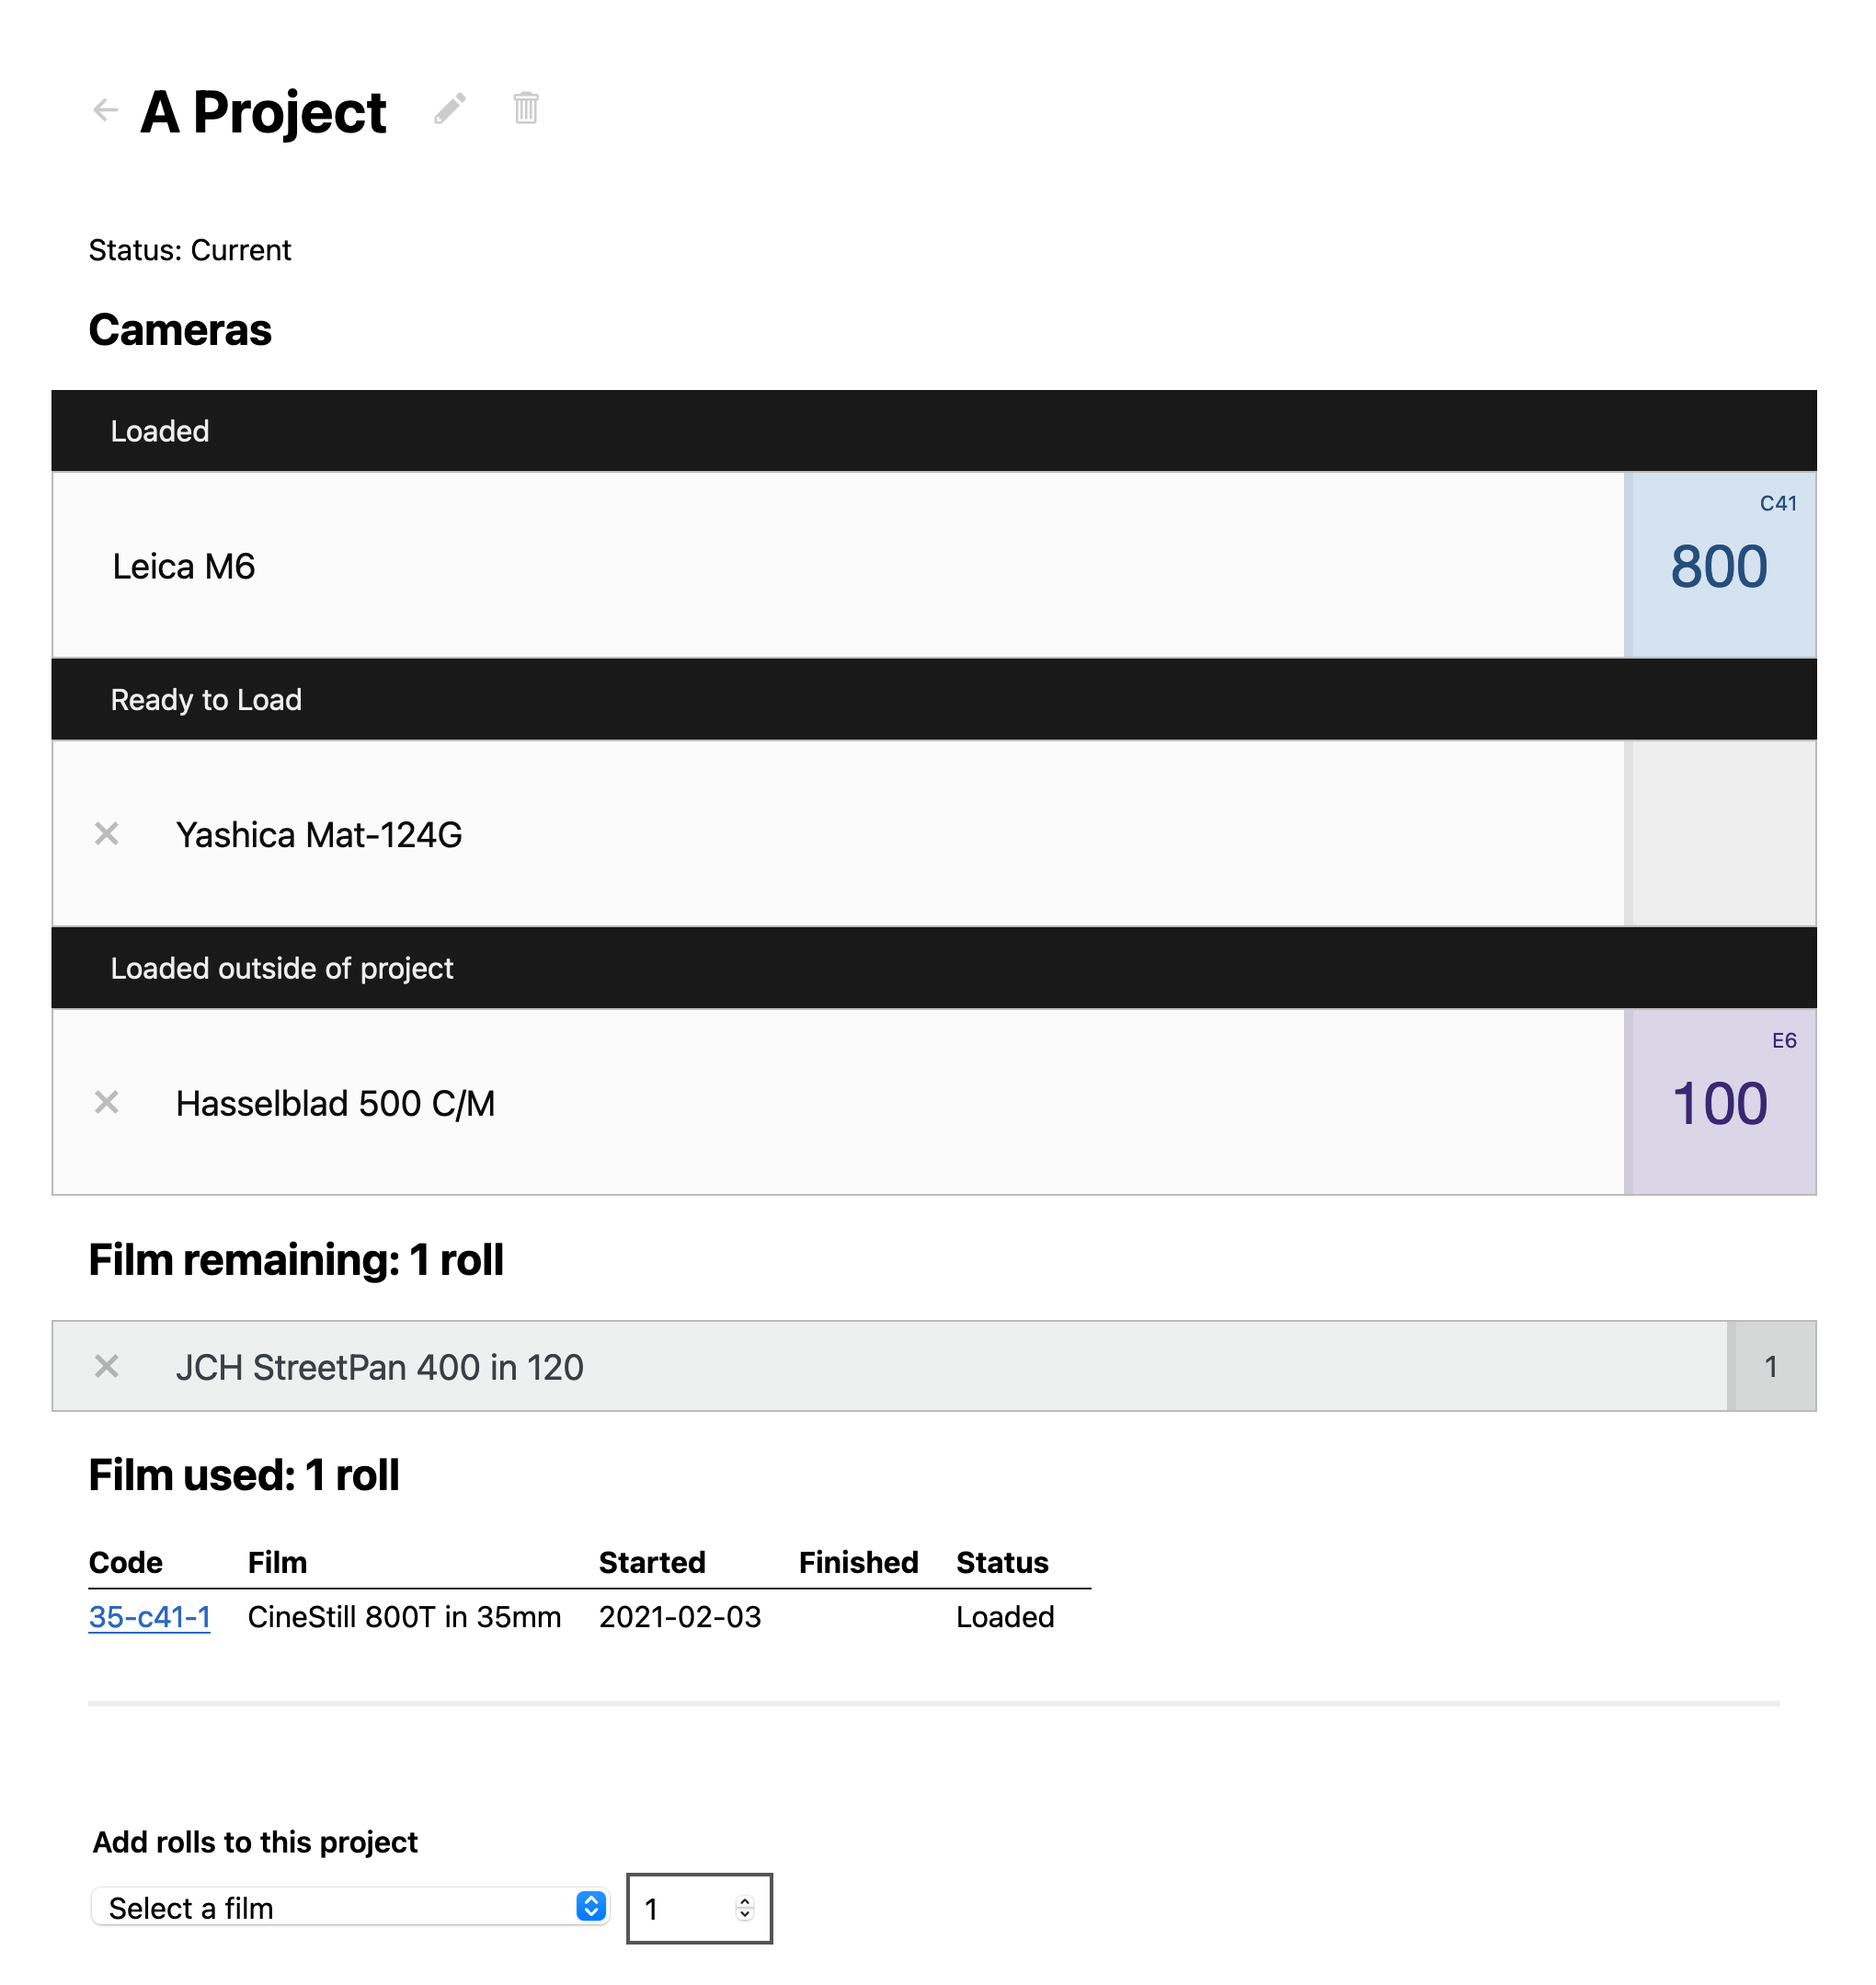 A Project
Status: Current
Cameras
Loaded
Leica M6
C41
800
Ready to Load
Yashica Mat-124G
Loaded outside of project
Hasselblad 500 C/M
E6
100
Film remaining: 1 roll
JCH StreetPan 400 in 120 1
Film used: 1 roll
Code Film Started Finished Status
35-c41-1 CineStill 800T in 35mm 2021-02-03 Loaded
Add rolls to this project
Select a film 1